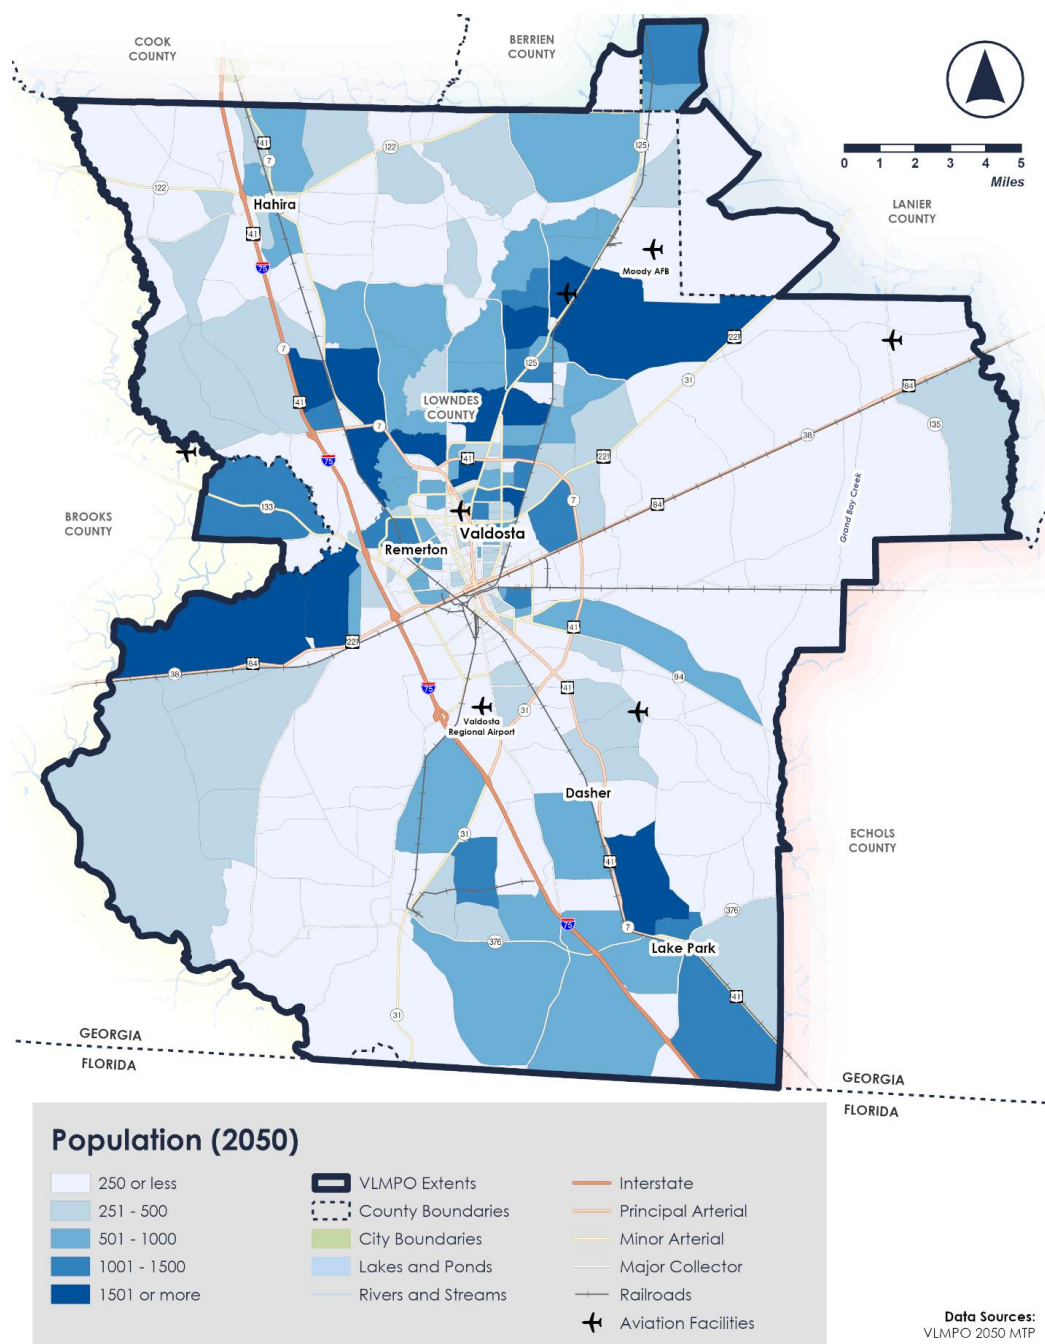 COOK
COUNTY
BERRIEN
COUNTY
0 1 2 3 4 5
Miles
LANIER
COUNTY
41
7
122
125
122
Hahira
41
75
Moody AFB
221
7
125
84
31
41
LOWNDES
COUNTY
7
135
38
75
41
221
84
7
133
Grand Bay Creek
BROOKS
COUNTY
Valdosta
Remerton
41
221
84
38
94
75
41
31
Valdosta
Regional Airport
Dasher
31
41
ECHOLS
COUNTY
376
75
7
376
Lake Park
41
31
GEORGIA
FLORIDA
GEORGIA
FLORIDA
Population (2050)
250 or less
251 - 500
501 - 1000
1001 - 1500
1501 or more
VLMPO Extents
County Boundaries
City Boundaries
Lakes and Ponds
Rivers and Streams
Interstate
Principal Arterial
Minor Arterial
Major Collector
Railroads
Aviation Facilities
Data Sources:
VLMPO 2050 MTP